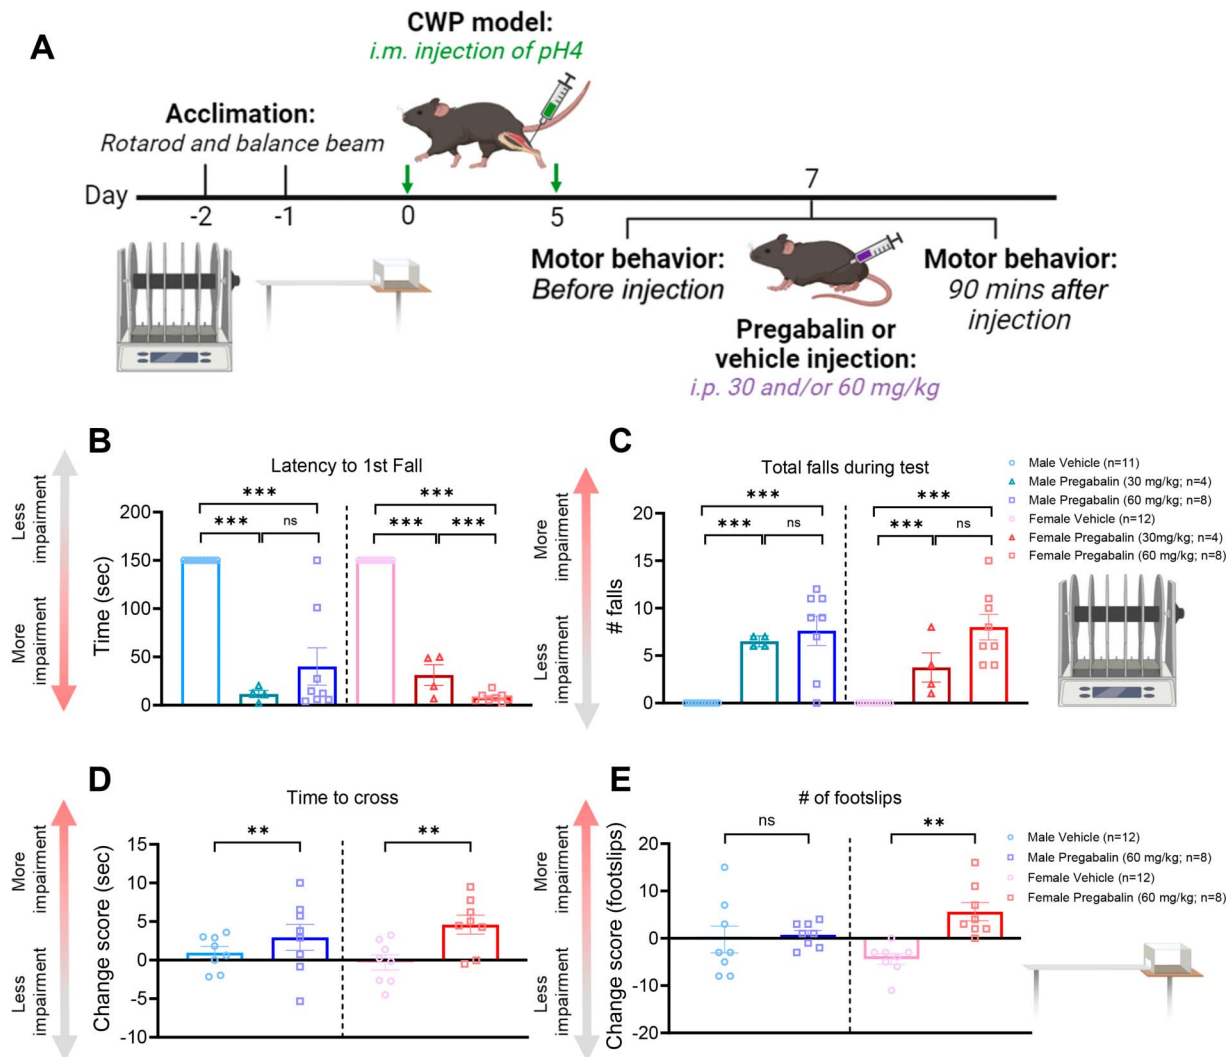 A
CWP model:
i.m. injection of pH4
Acclimation:
Rotarod and balance beam
Day
-2
-1
0
5
7
Motor behavior:
Before injection
Pregabalin or
vehicle injection:
i.p. 30 and/or 60 mg/kg
Motor behavior:
90 mins after
injection
B
Latency to 1st Fall
Less
impairment
More
impairment
Time (sec)
200
150
100
50
0
***
***
ns
***
***
***
C
Total falls during test
More
impairment
Less
impairment
# falls
20
15
10
5
0
***
***
ns
***
***
ns
Male Vehicle (n=11)
Male Pregabalin (30 mg/kg; n=4)
Male Pregabalin (60 mg/kg; n=8)
Female Vehicle (n=12)
Female Pregabalin (30mg/kg; n=4)
Female Pregabalin (60 mg/kg; n=8)
D
Time to cross
More
impairment
Less
impairment
Change score (sec)
15
10
5
0
-5
-10
**
**
E
# of footslips
More
impairment
Less
impairment
Change score (footslips)
20
10
0
-10
-20
ns
**
Male Vehicle (n=12)
Male Pregabalin (60 mg/kg; n=8)
Female Vehicle (n=12)
Female Pregabalin (60 mg/kg; n=8)